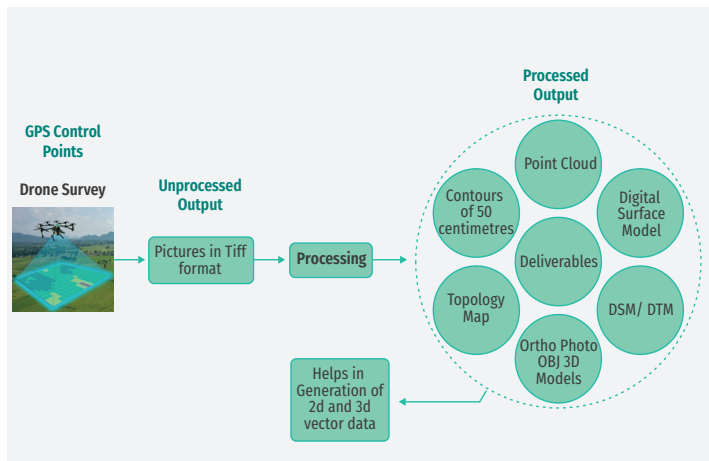 GPS Control
Points
Drone Survey
Unprocessed
Output
Pictures in Tiff
format
Processing
Processed
Output
Point Cloud
Contours
of 50
centimetres
Digital
Surface
Model
Deliverables
Topology
Map
DSM/ DTM
Ortho Photo
OBJ 3D
Models
Helps in
Generation of
2d and 3d
vector data